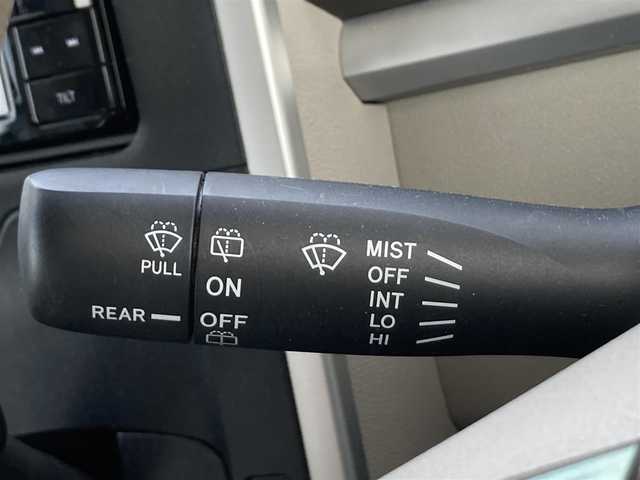 TILT
PULL
REAR
ON
OFF
MIST
OFF
INT
LO
HI